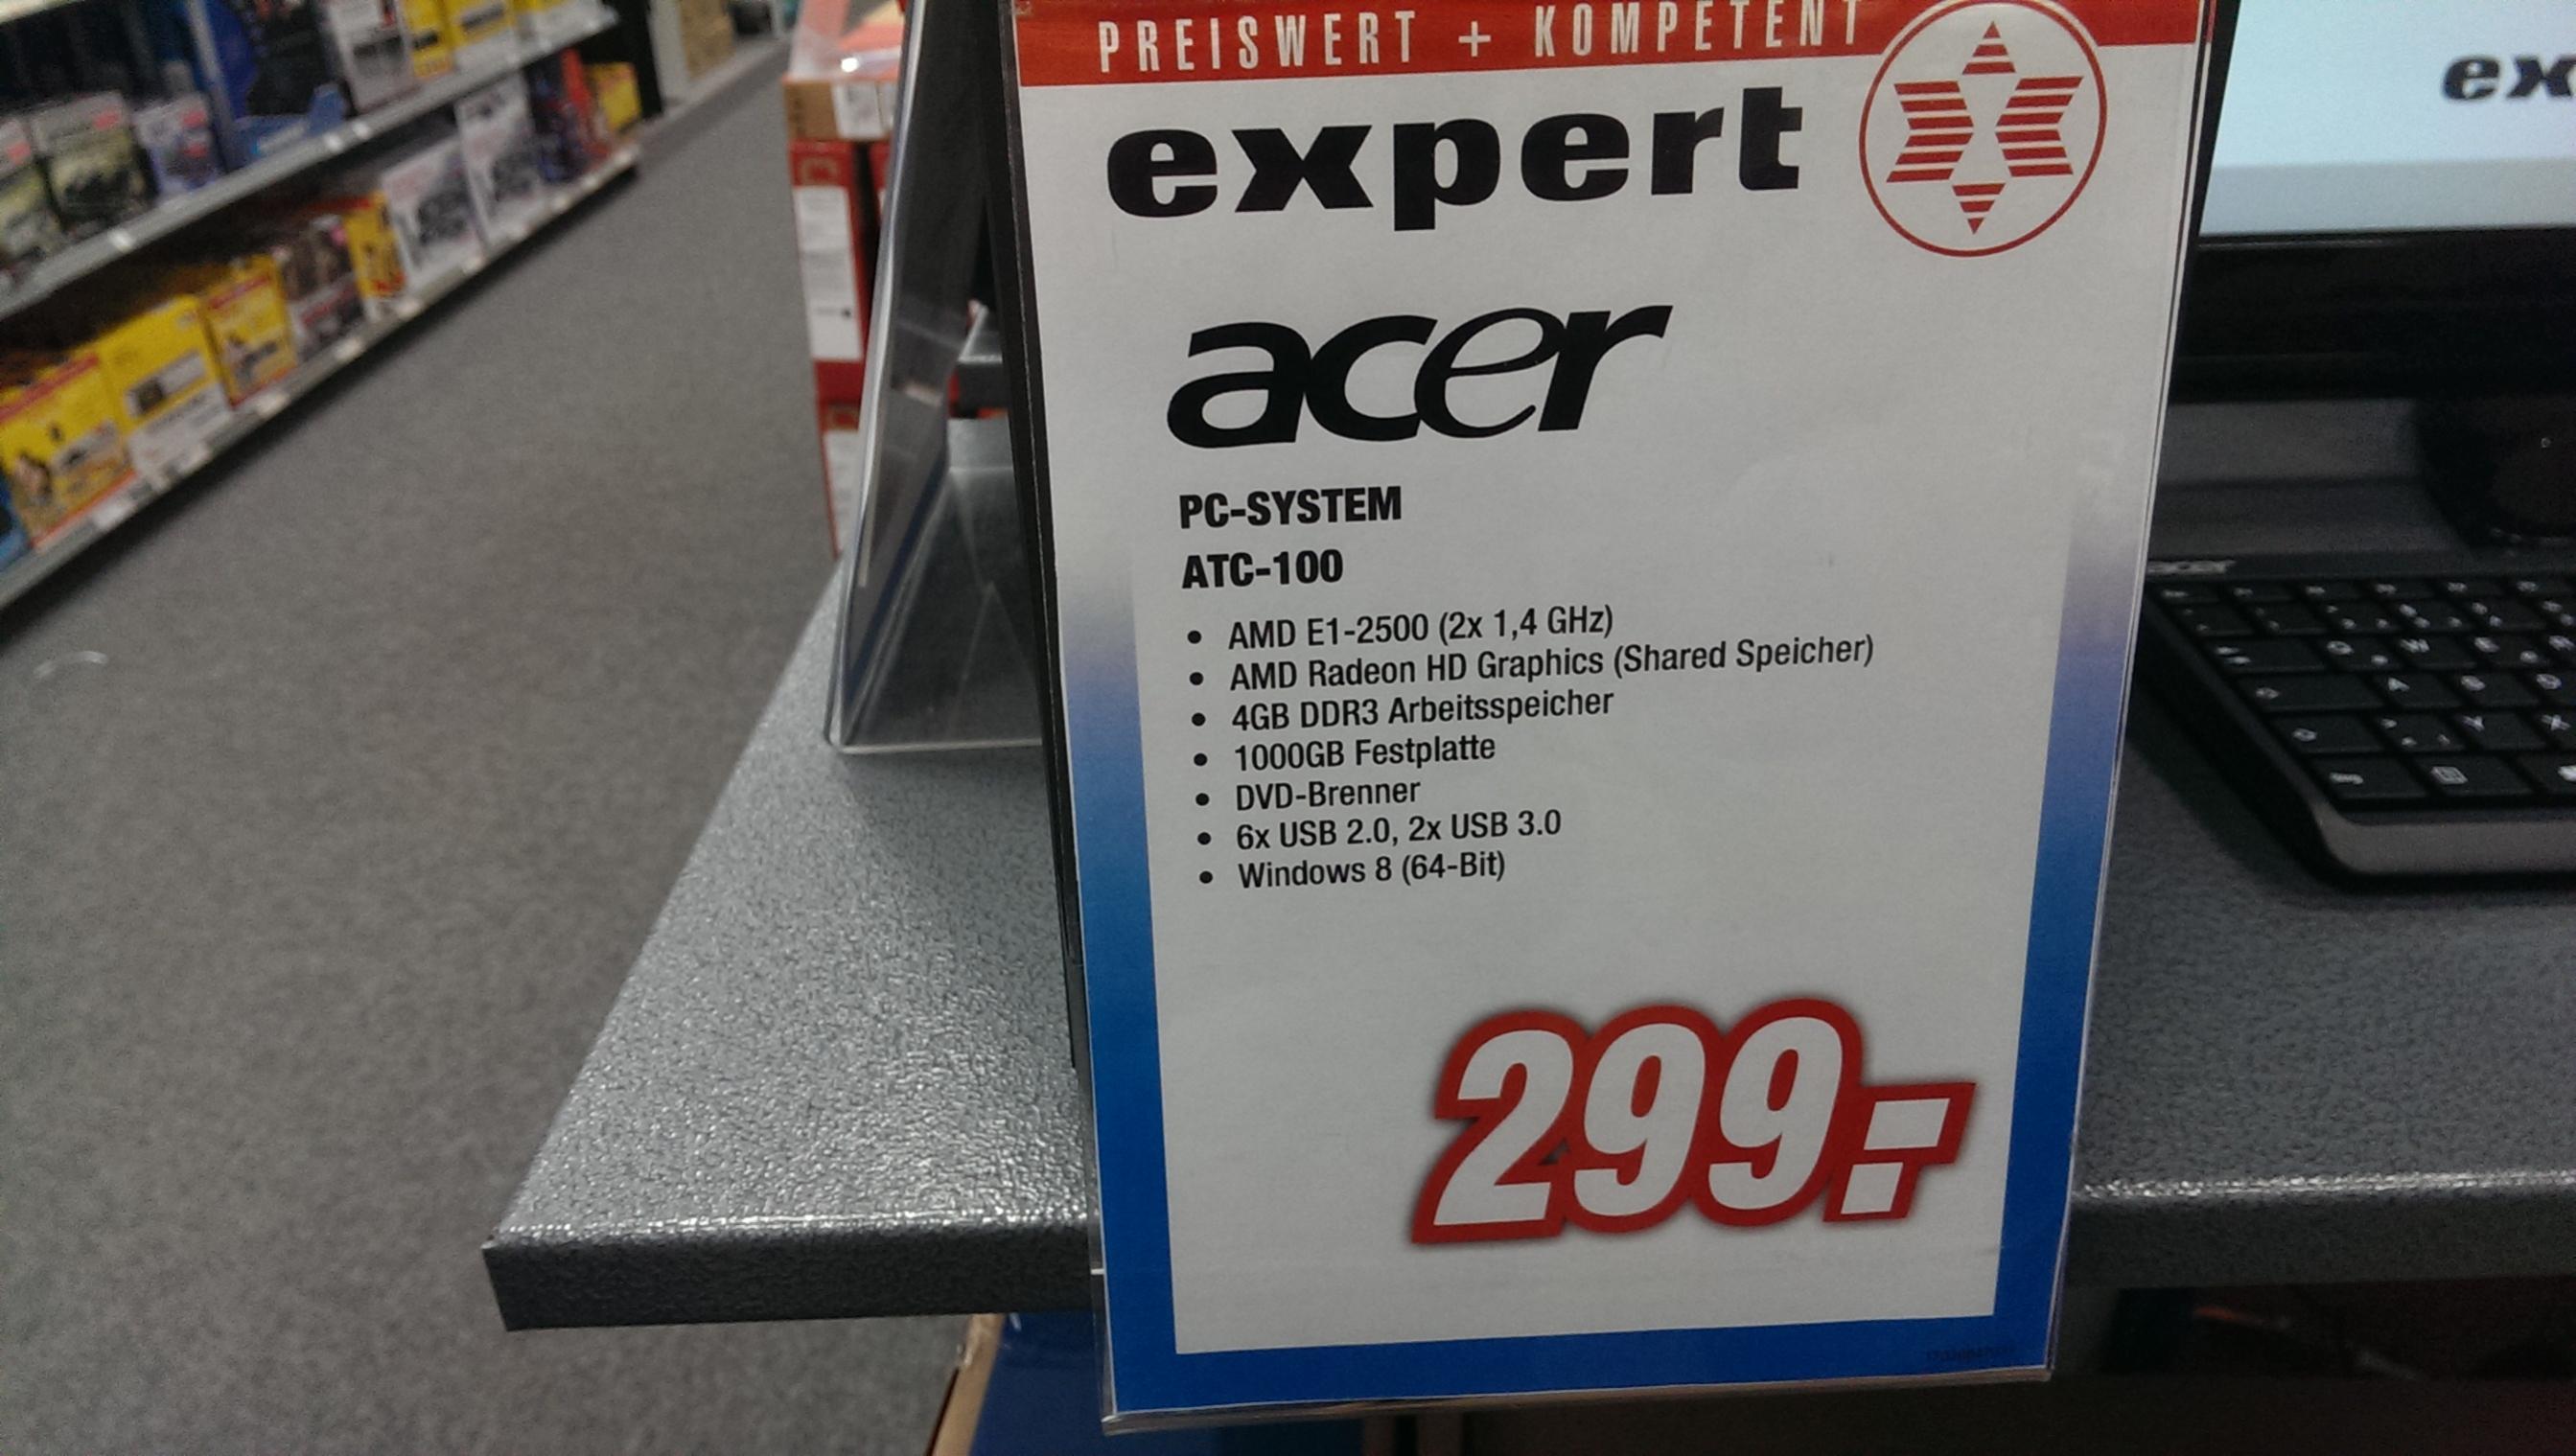 PREISWERT + KOMPETENT
expert
ex
acer
PC-SYSTEM
ATC-100
• AMD E1-2500 (2x 1,4 GHz)
• AMD Radeon HD Graphics (Shared Speicher)
• 4GB DDR3 Arbeitsspeicher
• 1000GB Festplatte
• DVD-Brenner
• 6x USB 2.0, 2x USB 3.0
• Windows 8 (64-Bit)
299.-
acer